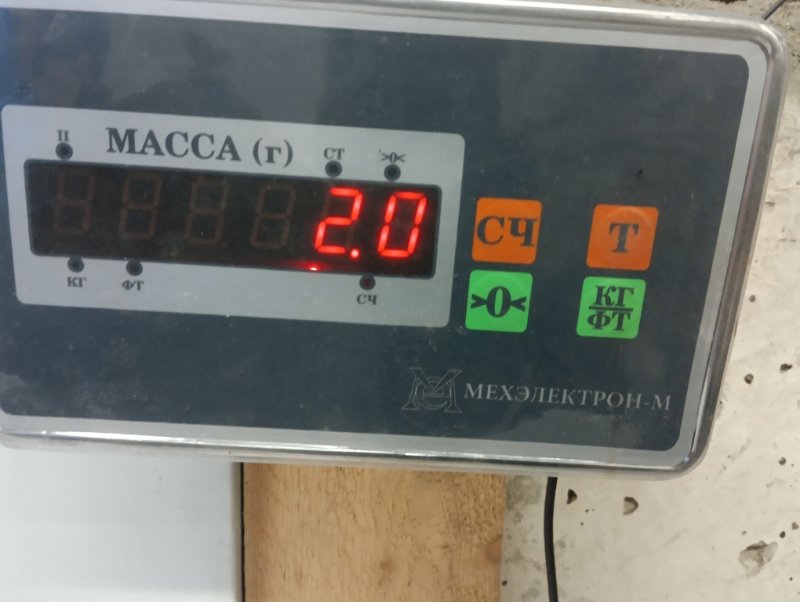 П
МАССА (г)
СТ
>0<
2.0
КГ
ФТ
СЧ
СЧ
Т
>0<
КГ
ФТ
МЕХЭЛЕКТРОН-М